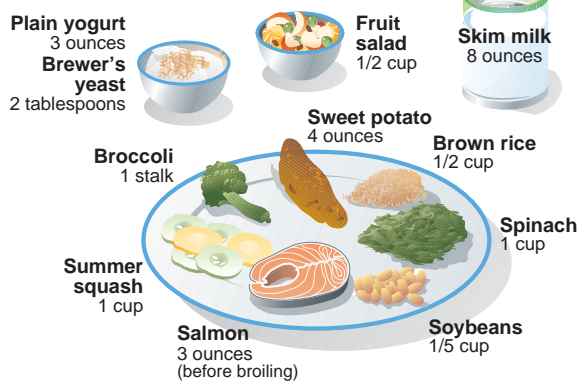 Plain yogurt
3 ounces
Brewer's
yeast
2 tablespoons
Fruit
salad
1/2 cup
Skim milk
8 ounces
Sweet potato
4 ounces
Brown rice
1/2 cup
Broccoli
1 stalk
Spinach
1 cup
Summer
squash
1 cup
Salmon
3 ounces
(before broiling)
Soybeans
1/5 cup